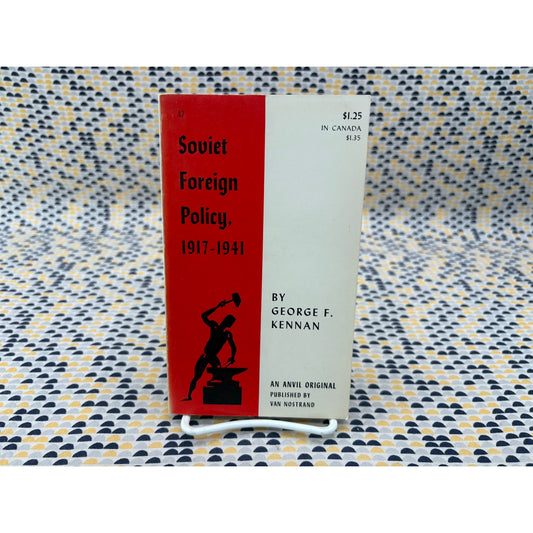 47
Soviet
Foreign
Policy,
1917-1941
$1.25
IN CANADA
$1.35
BY
GEORGE F.
KENNAN
AN ANVIL ORIGINAL
PUBLISHED BY
VAN NOSTRAND